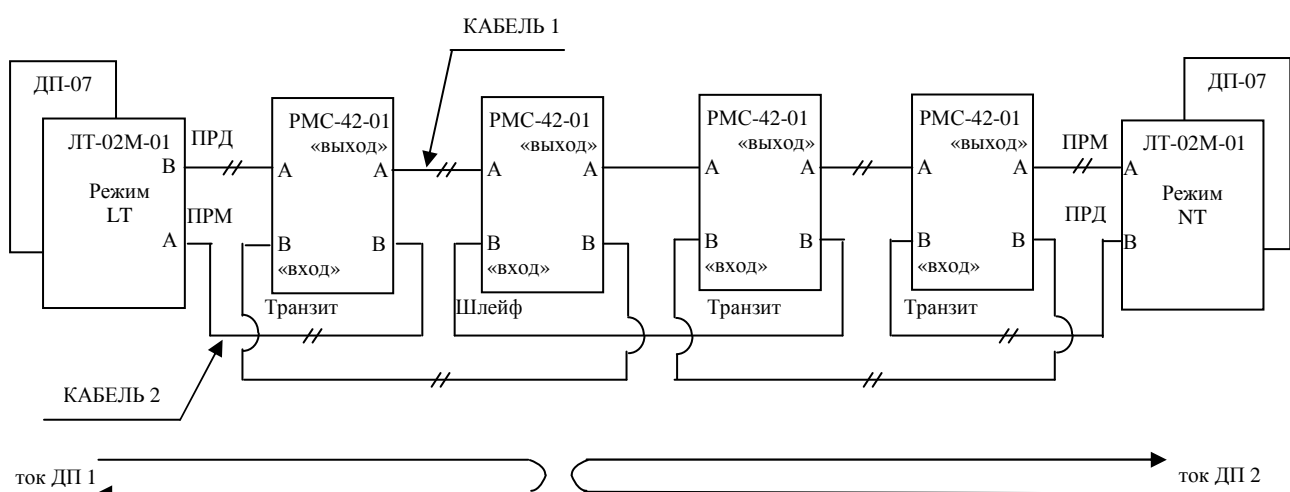 КАБЕЛЬ 1
ДП-07
ЛТ-02М-01
В
Режим
LT
А
ПРД
ПРМ
РМС-42-01
«выход»
А
А
В
В
«вход»
Транзит
РМС-42-01
«выход»
А
А
В
В
«вход»
Шлейф
РМС-42-01
«выход»
А
А
В
В
«вход»
Транзит
РМС-42-01
«выход»
А
А
В
В
«вход»
Транзит
ПРМ
ПРД
ДП-07
ЛТ-02М-01
А
Режим
NT
В
КАБЕЛЬ 2
ток ДП 1
ток ДП 2